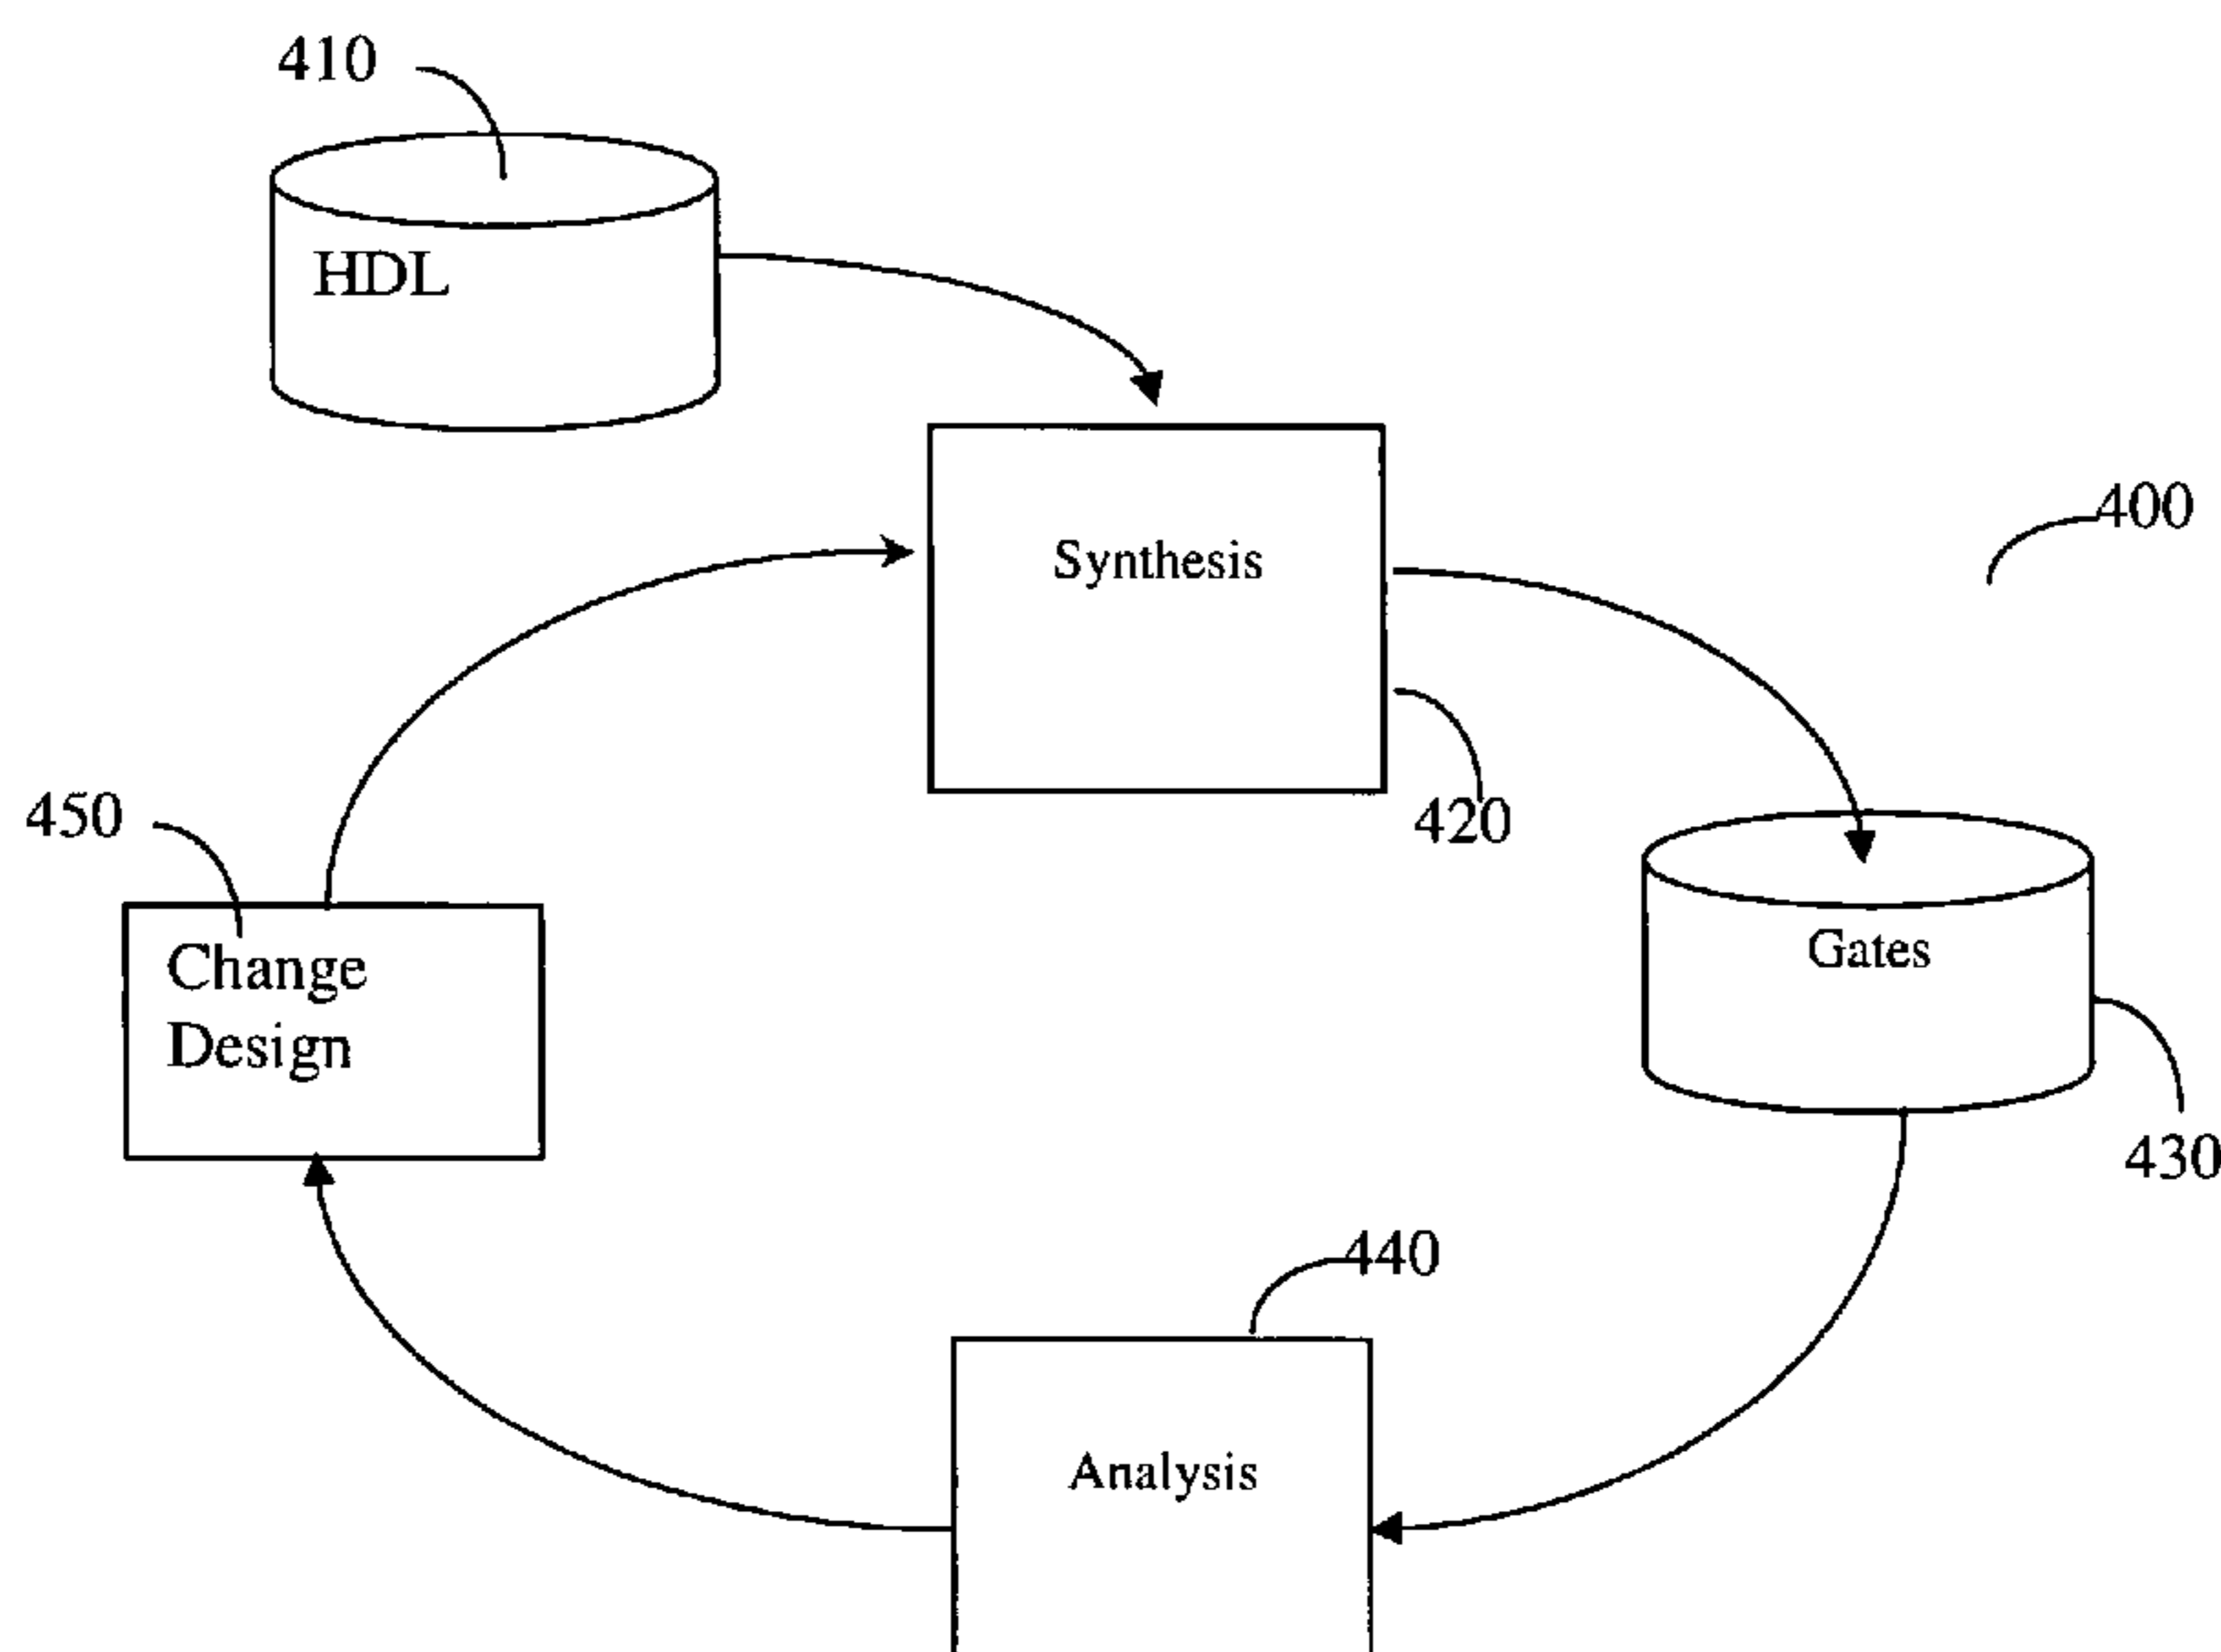 410
HDL
400
Synthesis
420
450
Change
Design
Gates
430
440
Analysis